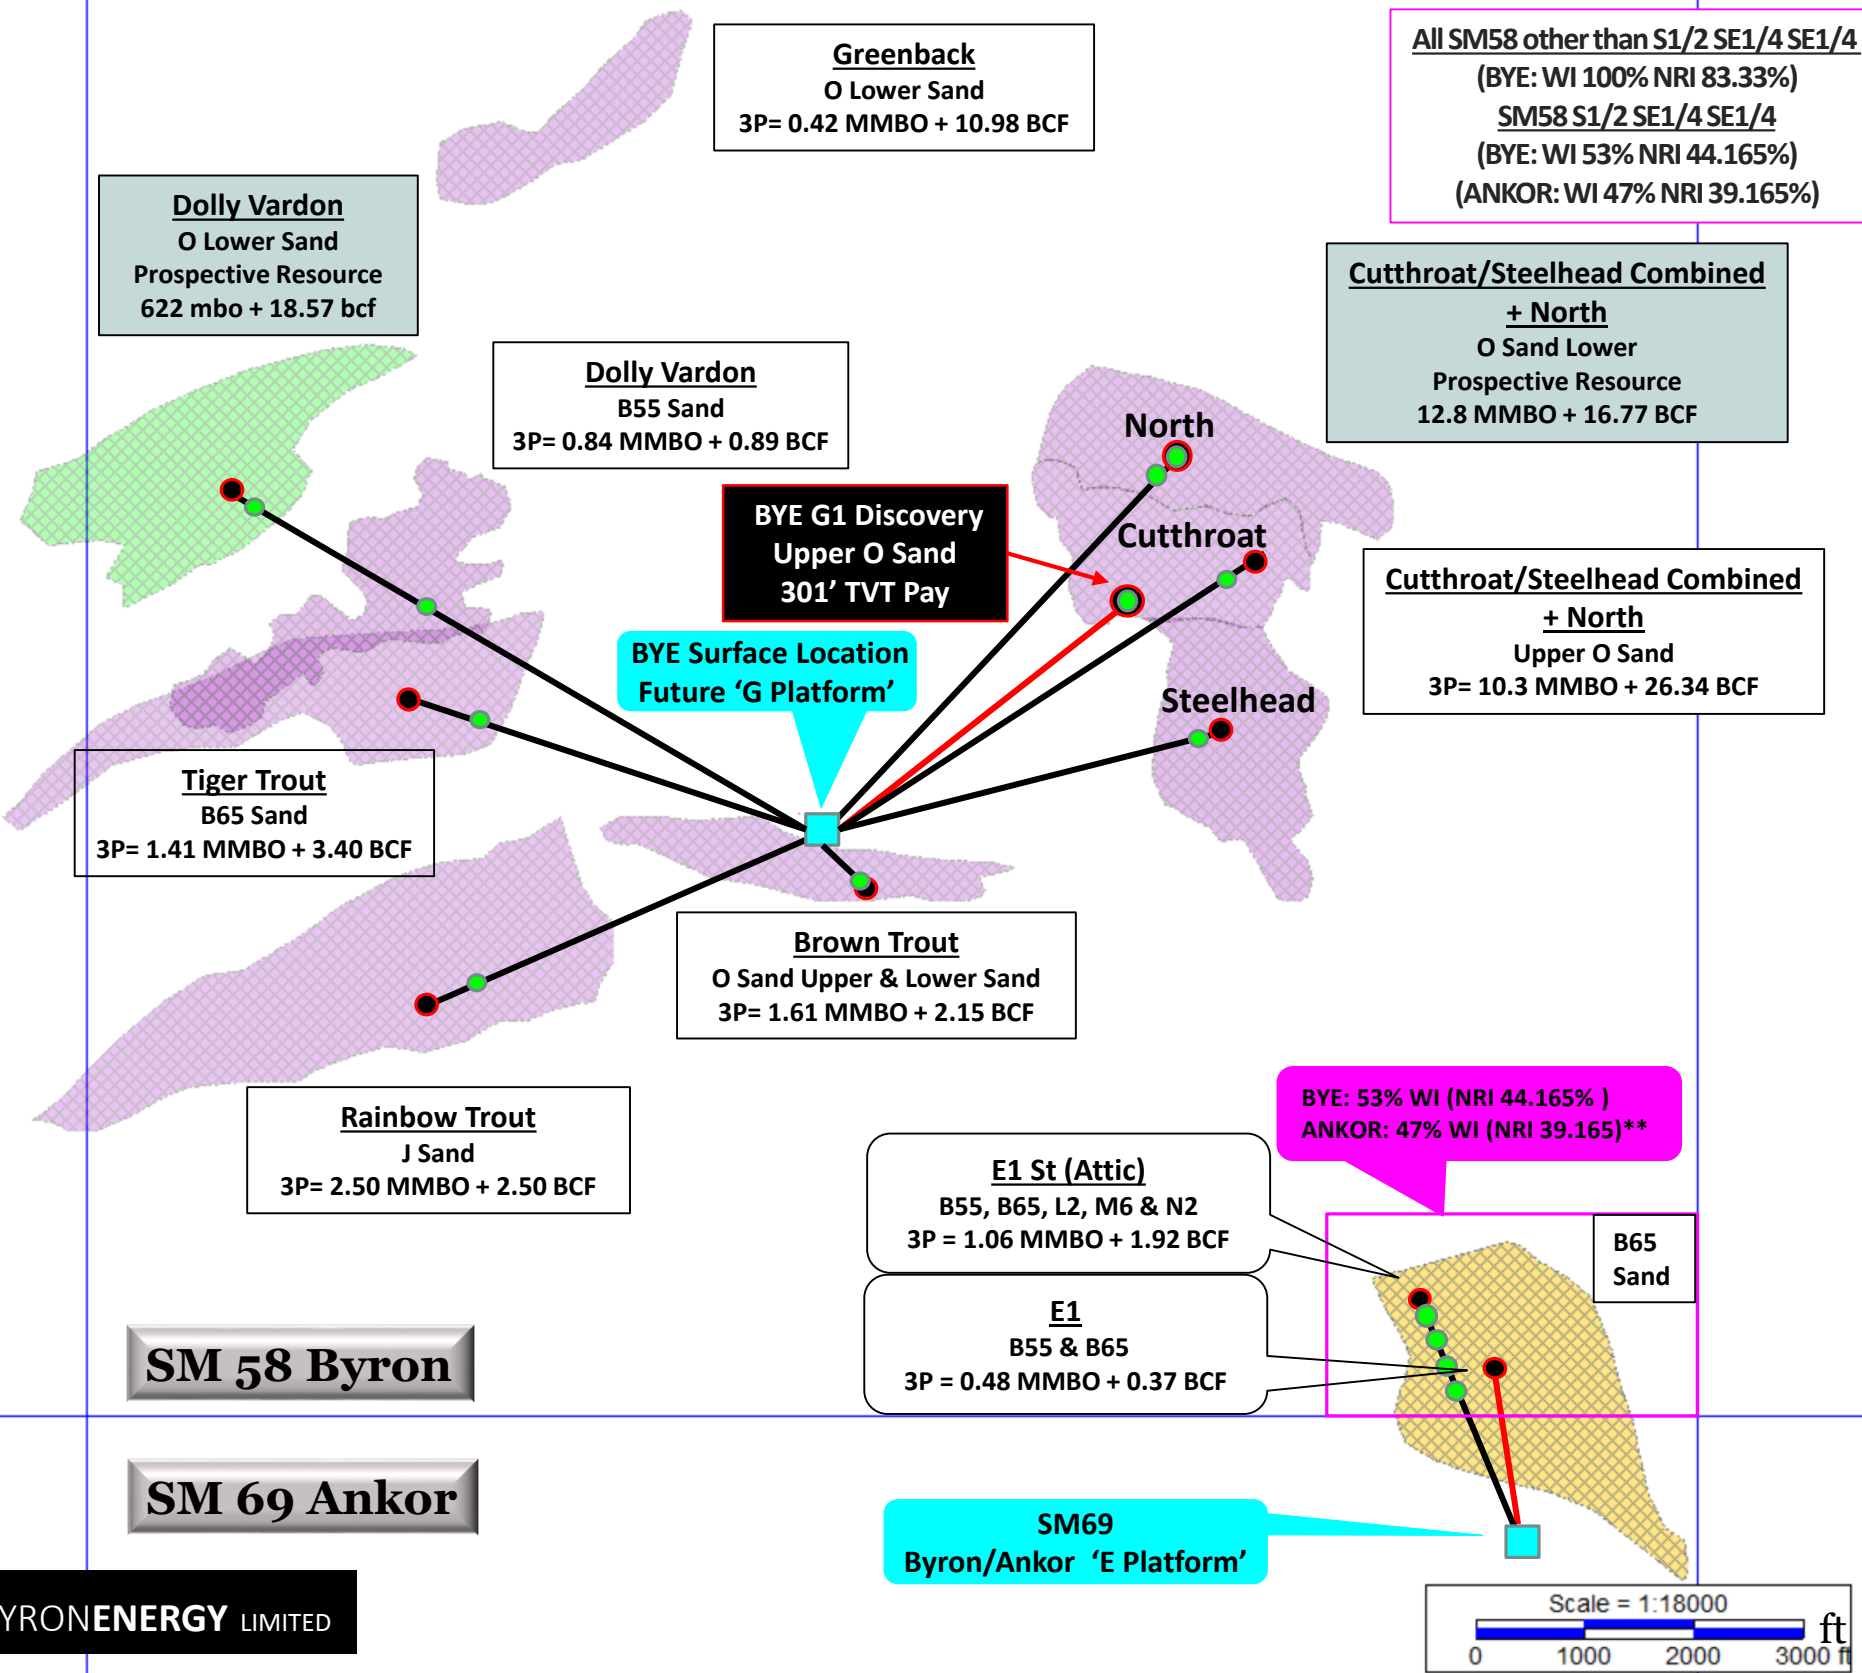 Greenback
O Lower Sand
3P= 0.42 MMBO + 10.98 BCF
All SM58 other than S1/2 SE1/4 SE1/4
(BYE: WI 100% NRI 83.33%)
SM58 S1/2 SE1/4 SE1/4
(BYE: WI 53% NRI 44.165%)
(ANKOR: WI 47% NRI 39.165%)
Dolly Vardon
O Lower Sand
Prospective Resource
622 mbo + 18.57 bcf
Cutthroat/Steelhead Combined
+ North
O Sand Lower
Prospective Resource
12.8 MMBO + 16.77 BCF
Dolly Vardon
B55 Sand
3P= 0.84 MMBO + 0.89 BCF
North
BYE G1 Discovery
Upper O Sand
301’ TVT Pay
Cutthroat
Cutthroat/Steelhead Combined
+ North
Upper O Sand
3P= 10.3 MMBO + 26.34 BCF
BYE Surface Location
Future ‘G Platform’
Steelhead
Tiger Trout
B65 Sand
3P= 1.41 MMBO + 3.40 BCF
Brown Trout
O Sand Upper & Lower Sand
3P= 1.61 MMBO + 2.15 BCF
Rainbow Trout
J Sand
3P= 2.50 MMBO + 2.50 BCF
BYE: 53% WI (NRI 44.165% )
ANKOR: 47% WI (NRI 39.165)**
E1 St (Attic)
B55, B65, L2, M6 & N2
3P = 1.06 MMBO + 1.92 BCF
B65
Sand
E1
B55 & B65
3P = 0.48 MMBO + 0.37 BCF
SM 58 Byron
SM 69 Ankor
SM69
Byron/Ankor ‘E Platform’
YRONENERGY LIMITED
Scale = 1:18000
ft
0 1000 2000 3000 ft